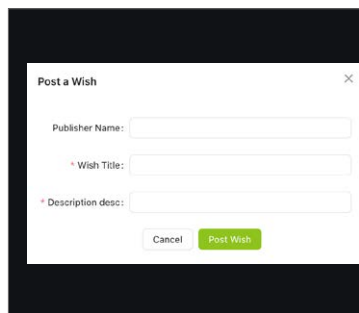 Post a Wish
Publisher Name:
* Wish Title:
* Description desc:
Cancel Post Wish